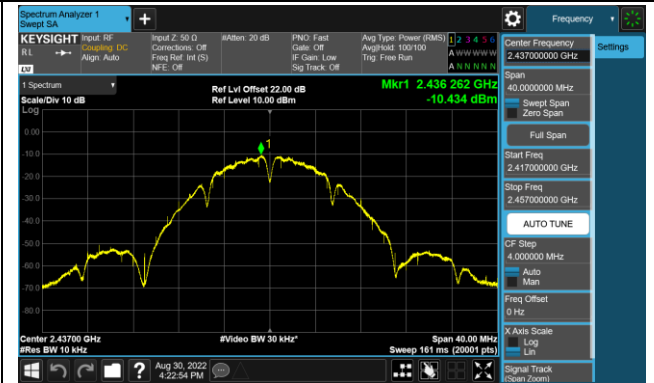 Spectrum Analyzer 1
Swept SA
+
Frequency
KEYSIGHT
RL
LXI
Input: RF
Coupling: DC
Align: Auto
Input Z: 50 Ω
Corrections: Off
Freq Ref: Int (S)
NFE: Off
#Atten: 20 dB
PNO: Fast
Gate: Off
IF Gain: Low
Sig Track: Off
Avg Type: Power (RMS)
Avg|Hold: 100/100
Trig: Free Run
1 2 3 4 5 6
A W W W W W
A N N N N N
1 Spectrum
Scale/Div 10 dB
Log
Ref Lvl Offset 22.00 dB
Ref Level 10.00 dBm
Mkr1 2.436 262 GHz
-10.434 dBm
1
0.00
-10.0
-20.0
-30.0
-40.0
-50.0
-60.0
-70.0
-80.0
Center 2.43700 GHz
#Res BW 10 kHz
#Video BW 30 kHz*
Span 40.00 MHz
Sweep 161 ms (20001 pts)
Aug 30, 2022
4:22:54 PM
?
Center Frequency
2.437000000 GHz
Settings
Span
40.0000000 MHz
Swept Span
Zero Span
Full Span
Start Freq
2.417000000 GHz
Stop Freq
2.457000000 GHz
AUTO TUNE
CF Step
4.000000 MHz
Auto
Man
Freq Offset
0 Hz
X Axis Scale
Log
Lin
Signal Track
(Span Zoom)